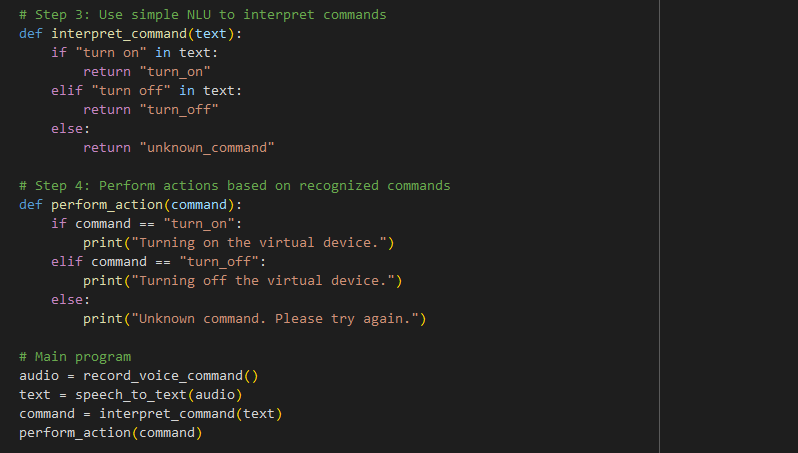 # Step 3: Use simple NLU to interpret commands
def interpret_command(text):
    if "turn on" in text:
        return "turn_on"
    elif "turn off" in text:
        return "turn_off"
    else:
        return "unknown_command"

# Step 4: Perform actions based on recognized commands
def perform_action(command):
    if command == "turn_on":
        print("Turning on the virtual device.")
    elif command == "turn_off":
        print("Turning off the virtual device.")
    else:
        print("Unknown command. Please try again.")

# Main program
audio = record_voice_command()
text = speech_to_text(audio)
command = interpret_command(text)
perform_action(command)